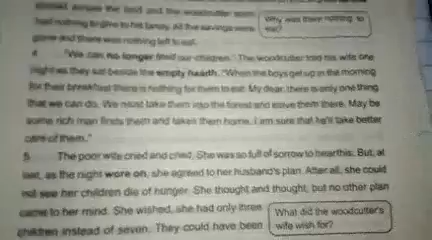 across the land and the woodcutter soon
had nothing to give to his family. All the savings were
gone and there was nothing left to eat.
Why was there nothing to
eat?
4 "We can no longer feed our children." The woodcutter told his wife one
night as they sat beside the empty hearth. "When the boys get up in the morning
for their breakfast there is nothing for them to eat. My dear, there is only one thing
that we can do. We must take them into the forest and leave them there. May be
some rich man finds them and takes them home. I am sure that he'll take better
care of them."
5 The poor wife cried and cried. She was so full of sorrow to hear this. But, at
last, as the night wore on, she agreed to her husband's plan. After all, she could
not see her children die of hunger. She thought and thought, but no other plan
came to her mind. She wished, she had only three
children instead of seven. They could have been
What did the woodcutter's
wife wish for?